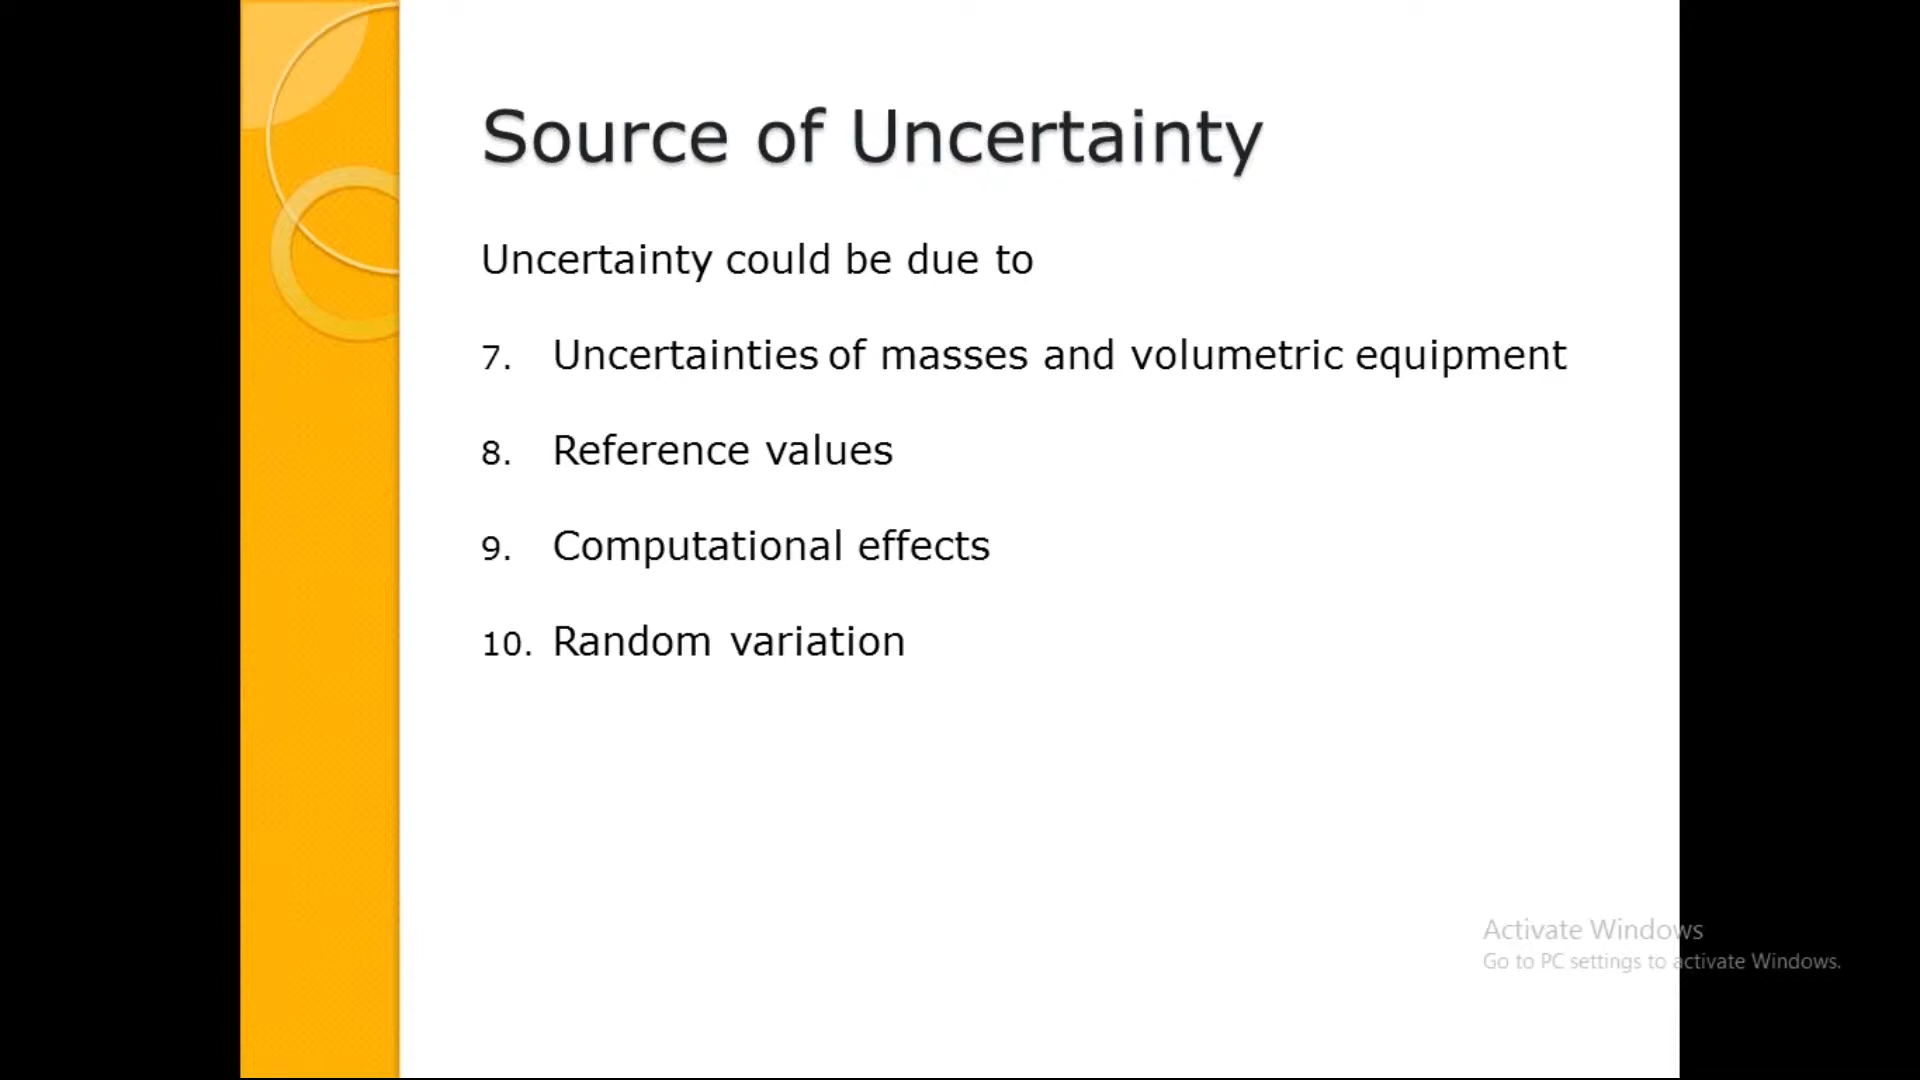 Source of Uncertainty
Uncertainty could be due to
7. Uncertainties of masses and volumetric equipment
8. Reference values
9. Computational effects
10. Random variation
Activate Windows
Go to PC settings to activate Windows.